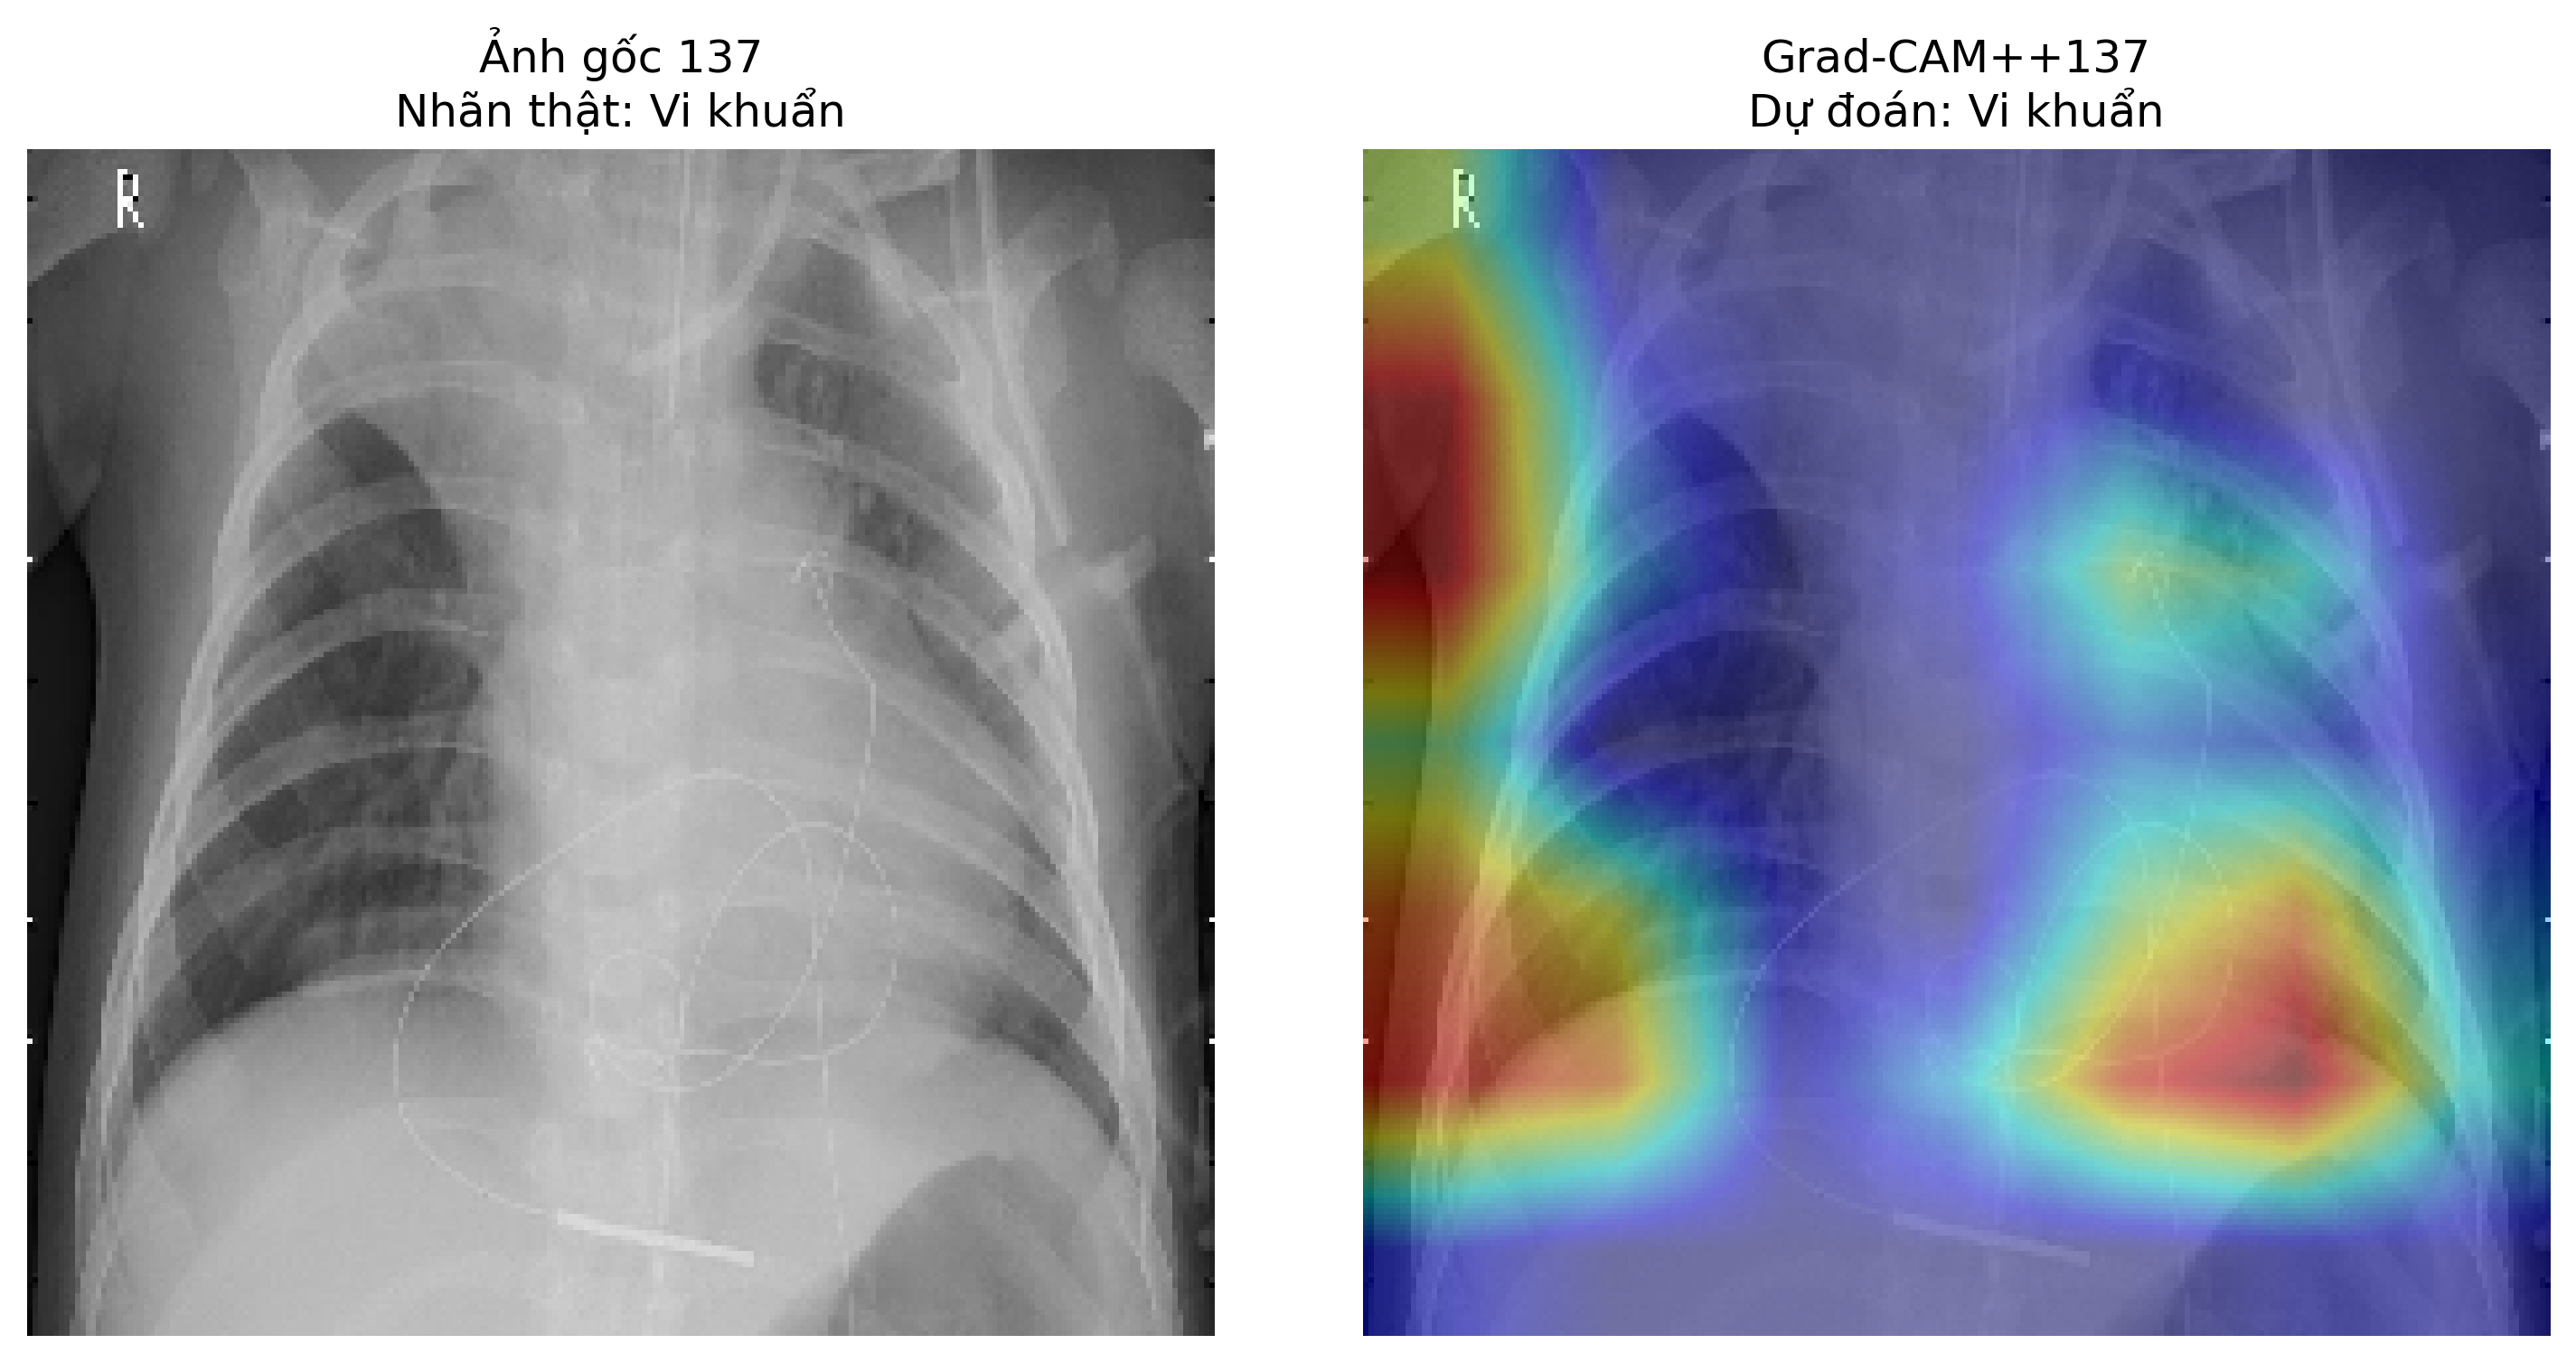 Ảnh gốc 137
Nhãn thật: Vi khuẩn
R
Grad-CAM++137
Dự đoán: Vi khuẩn
R